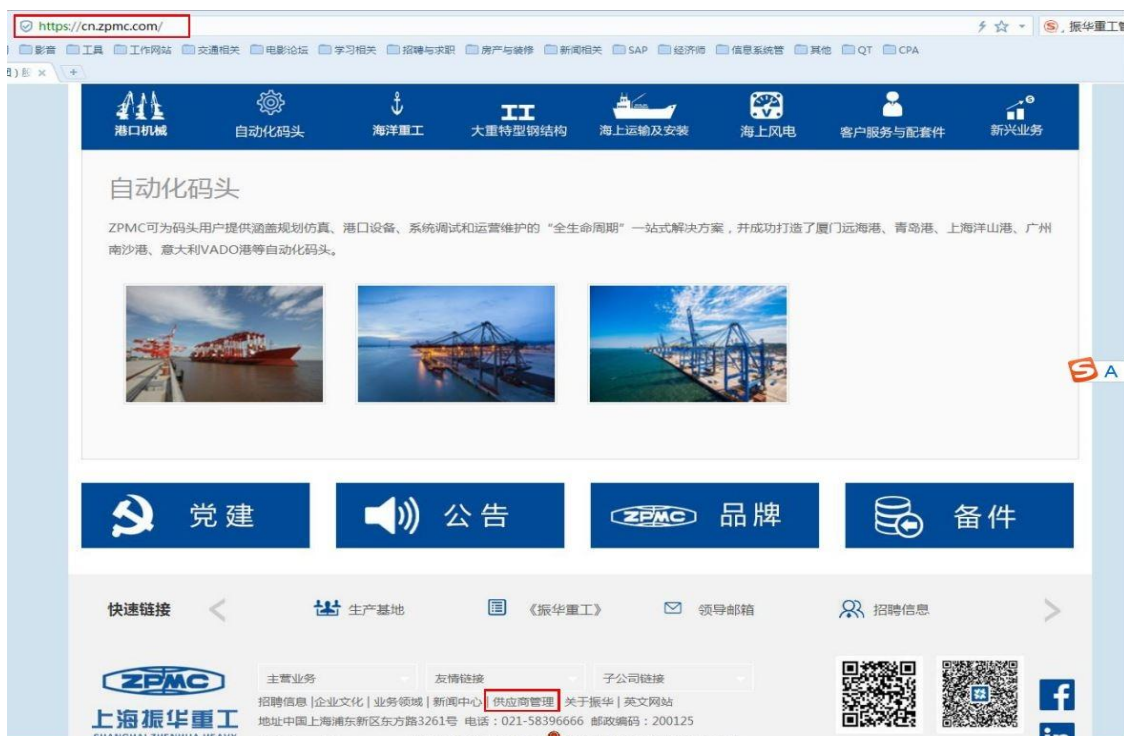 https://cn.zpmc.com/
振华重工
影音 工具 工作网站 交通相关 电影论坛 学习相关 招聘与求职 房产与装修 新闻相关 SAP 经济师 信息系统管 其他 QT CPA
港口机械 自动化码头 海洋重工 大重特型钢结构 海上运输及安装 海上风电 客户服务与配套件 新兴业务
自动化码头
ZPMC可为码头用户提供涵盖规划仿真、港口设备、系统调试和运营维护的“全生命周期”一站式解决方案，并成功打造了厦门远海港、青岛港、上海洋山港、广州
南沙港、意大利VADO港等自动化码头。
A
党建 公告 ZPMC 品牌 备件
快速链接 生产基地 《振华重工》 领导邮箱 招聘信息
ZPMC
上海振华重工
主营业务 友情链接 子公司链接
招聘信息 |企业文化 | 业务领域 | 新闻中心 | 供应商管理 关于振华 | 英文网站
地址中国上海浦东新区东方路3261号 电话：021-58396666 邮政编码：200125